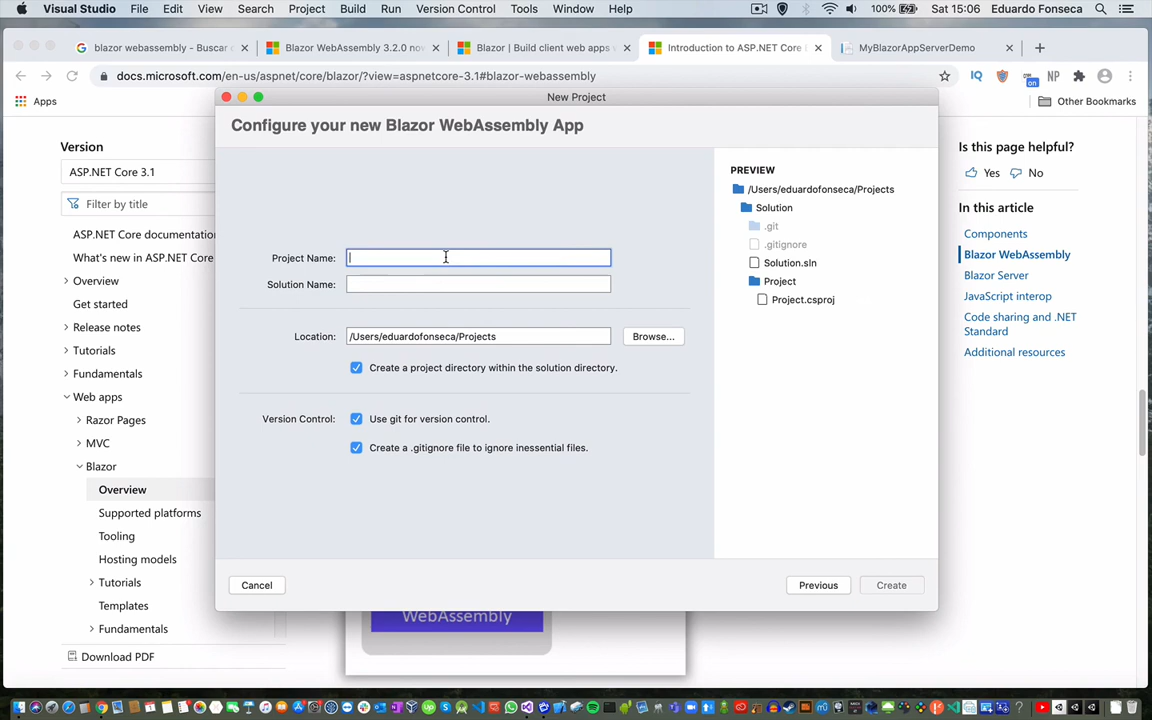 Visual Studio File Edit View Search Project Build Run Version Control Tools Window Help 100% Sat 15:06 Eduardo Fonseca
blazor webassembly - Buscar
Blazor WebAssembly 3.2.0 now
Blazor | Build client web apps w
Introduction to ASP.NET Core B
MyBlazorAppServerDemo
docs.microsoft.com/en-us/aspnet/core/blazor/?view=aspnetcore-3.1#blazor-webassembly
IQ
on
NP
Apps
Other Bookmarks
New Project
Configure your new Blazor WebAssembly App
Version
ASP.NET Core 3.1
Filter by title
ASP.NET Core documentation
What's new in ASP.NET Core
Overview
Get started
Release notes
Tutorials
Fundamentals
Web apps
Razor Pages
MVC
Blazor
Overview
Supported platforms
Tooling
Hosting models
Tutorials
Templates
Fundamentals
Download PDF
Project Name:
Solution Name:
Location: /Users/eduardofonseca/Projects Browse...
Create a project directory within the solution directory.
Version Control: Use git for version control.
Create a .gitignore file to ignore inessential files.
PREVIEW
/Users/eduardofonseca/Projects
Solution
.git
.gitignore
Solution.sln
Project
Project.csproj
Cancel Previous Create
WebAssembly
Is this page helpful?
Yes No
In this article
Components
Blazor WebAssembly
Blazor Server
JavaScript interop
Code sharing and .NET
Standard
Additional resources